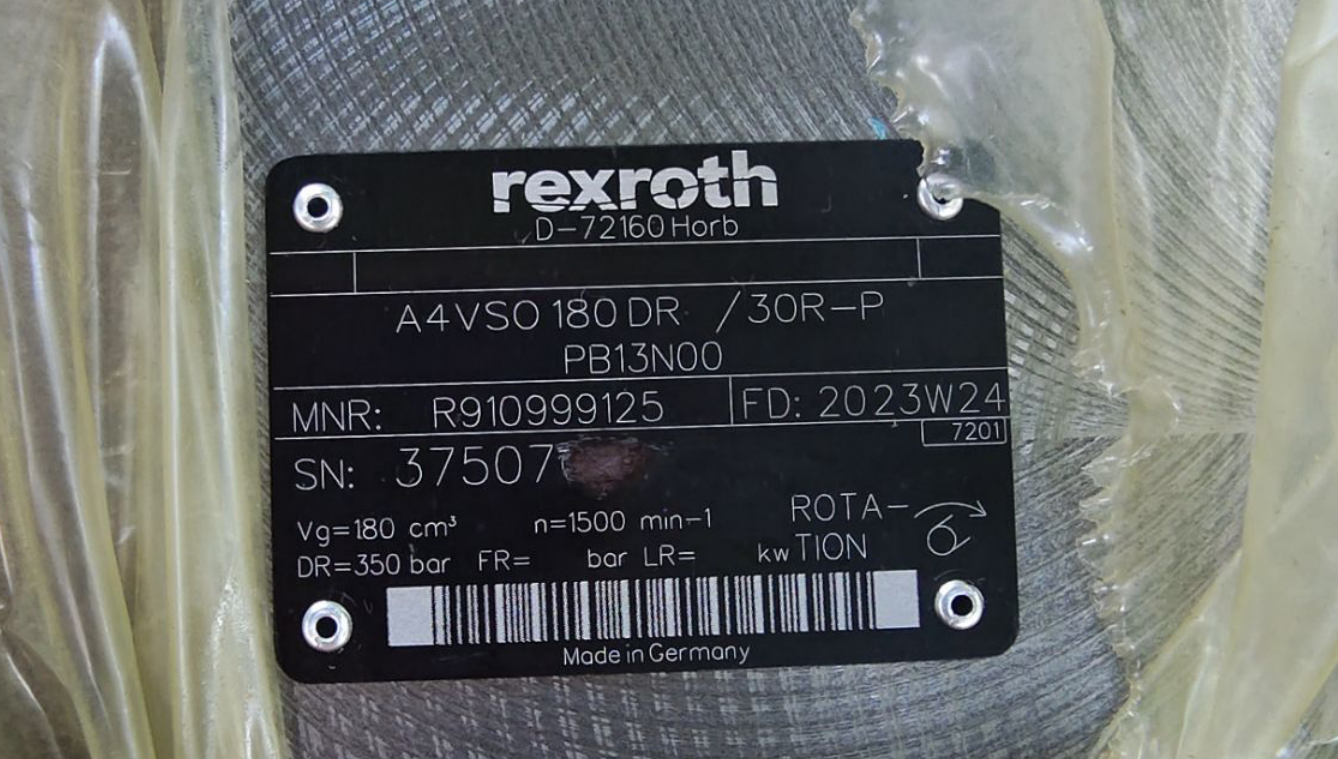 rexroth
D-72160 Horb
A4VSO 180 DR /30R-P
PB13N00
MNR: R910999125 FD: 2023W24
7201
SN: 37507
Vg=180 cm³ n=1500 min-1 ROTA-
DR=350 bar FR= bar LR= kw TION
Made in Germany